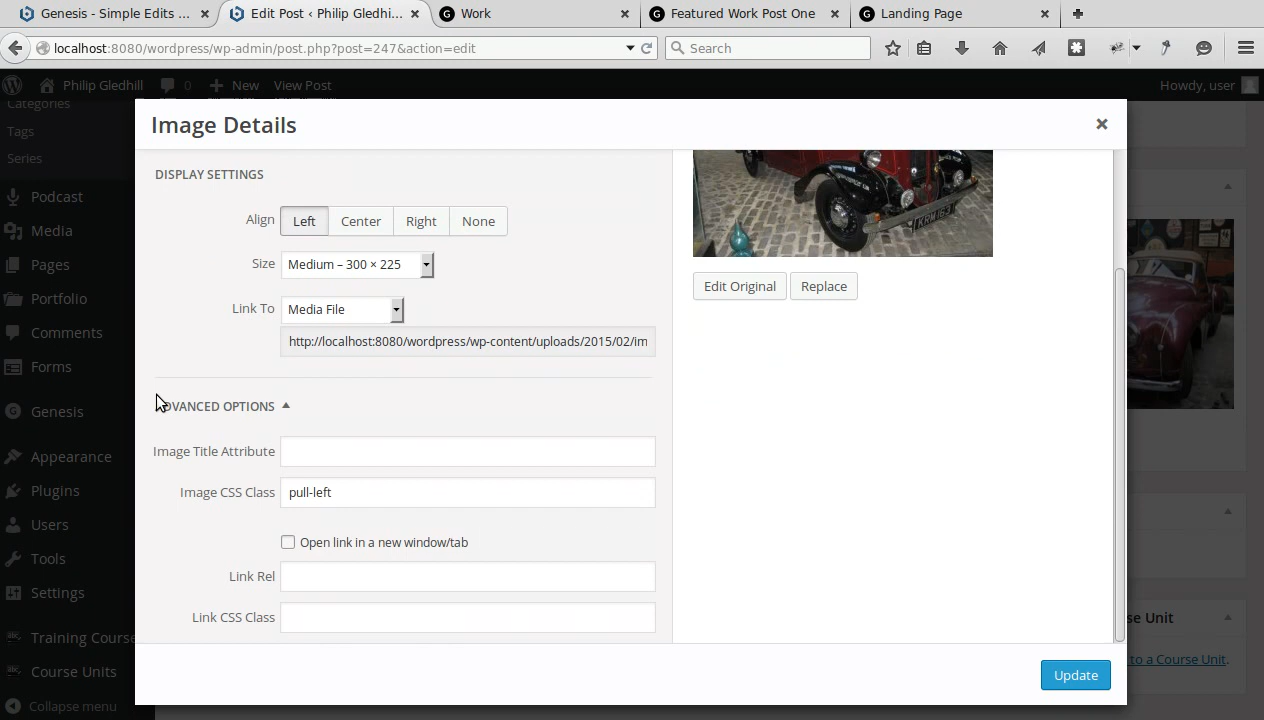 Genesis - Simple Edits ...
Edit Post ‹ Philip Gledhi...
Work
Featured Work Post One
Landing Page
localhost:8080/wordpress/wp-admin/post.php?post=247&action=edit
Search
Philip Gledhill
0
New
View Post
Howdy, user
Categories
Tags
Series
Podcast
Media
Pages
Portfolio
Comments
Forms
Genesis
Appearance
Plugins
Users
Tools
Settings
Training Course
Course Units
Collapse menu
Image Details
DISPLAY SETTINGS
Align
Left
Center
Right
None
Size
Medium – 300 × 225
Link To
Media File
http://localhost:8080/wordpress/wp-content/uploads/2015/02/im
ADVANCED OPTIONS
Image Title Attribute
Image CSS Class
pull-left
Open link in a new window/tab
Link Rel
Link CSS Class
KRW163
Edit Original
Replace
se Unit
to a Course Unit.
Update